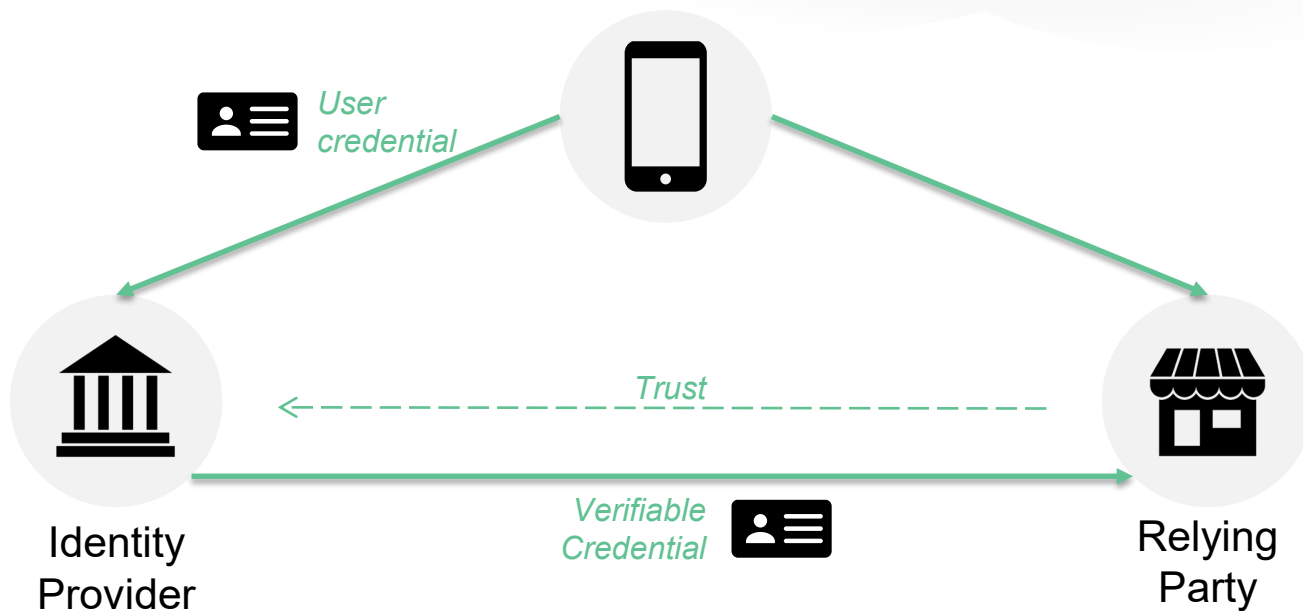 User
credential
Trust
Verifiable
Credential
Identity
Provider
Relying
Party